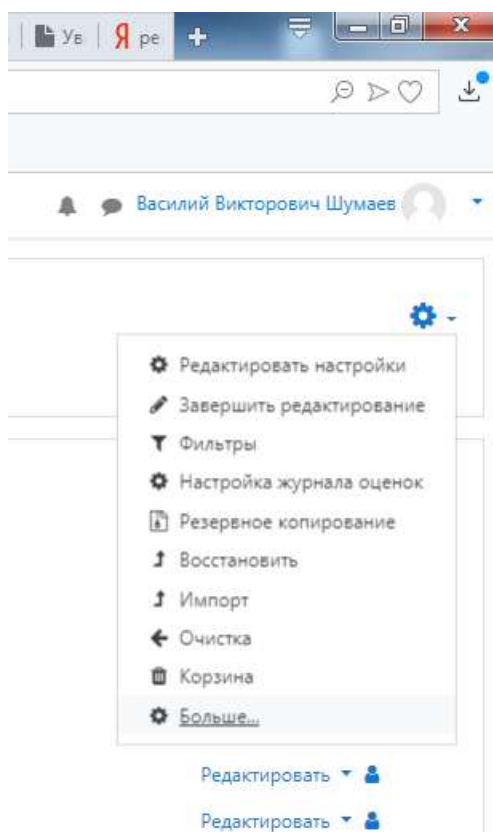 Ув Я ре
Василий Викторович Шумаев
Редактировать настройки
Завершить редактирование
Фильтры
Настройка журнала оценок
Резервное копирование
Восстановить
Импорт
Очистка
Корзина
Больше...
Редактировать
Редактировать